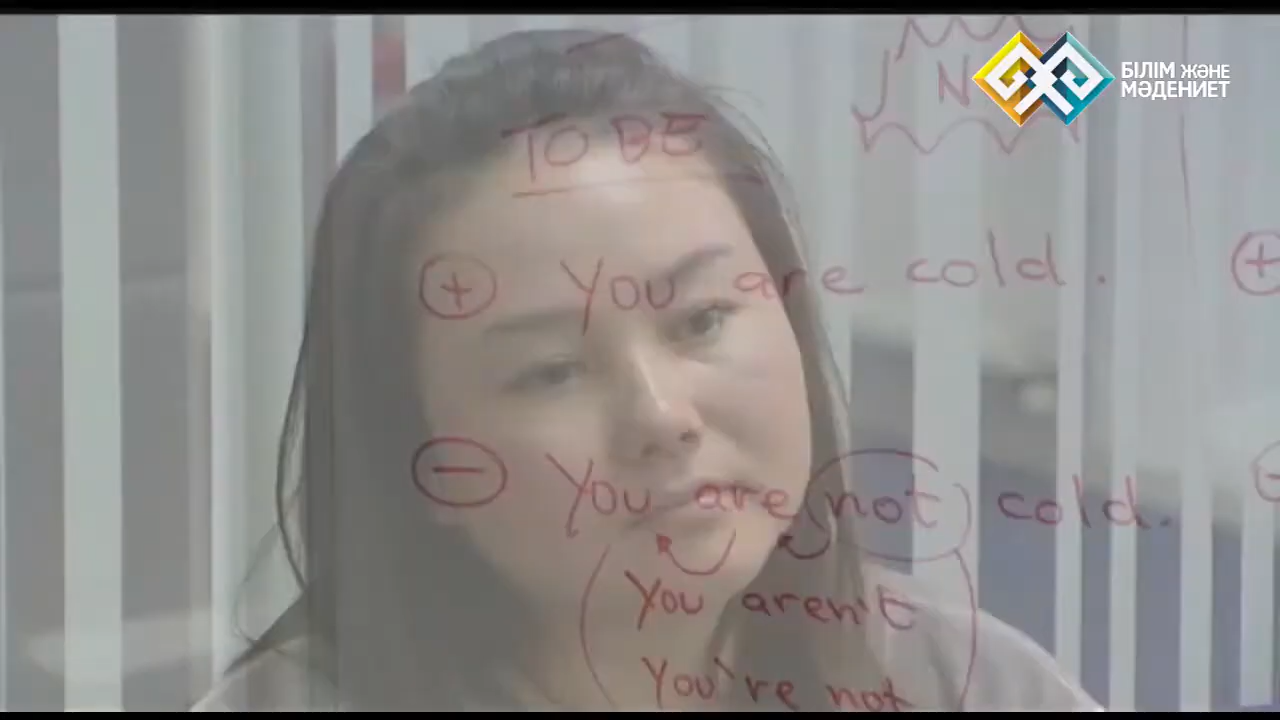 БІЛІМ ЖӘНЕ
МӘДЕНИЕТ
TO BE
+ You are cold.
− You are not cold.
You aren't
You're not